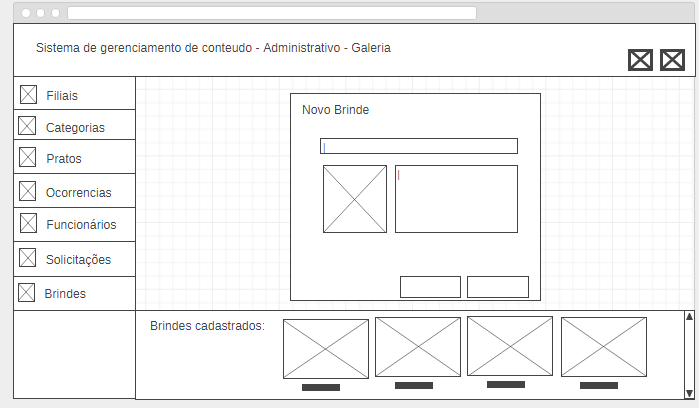 Sistema de gerenciamento de conteudo - Administrativo - Galeria
Filiais
Categorias
Pratos
Ocorrencias
Funcionários
Solicitações
Brindes
Novo Brinde
Brindes cadastrados: